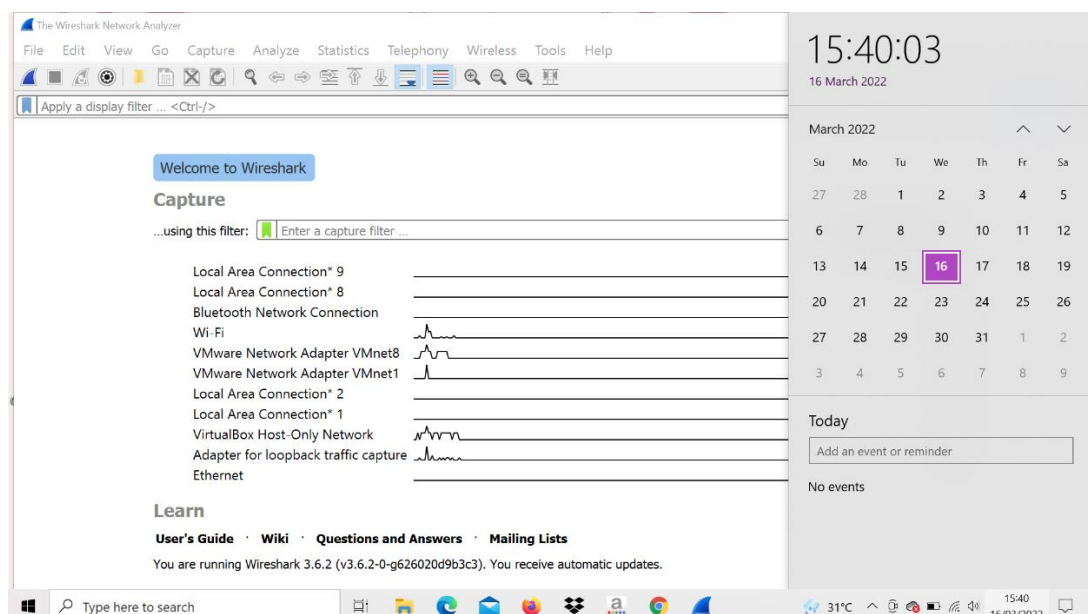 The Wireshark Network Analyzer
File Edit View Go Capture Analyze Statistics Telephony Wireless Tools Help
Apply a display filter ... <Ctrl-/>
Welcome to Wireshark
Capture
...using this filter: Enter a capture filter ...
Local Area Connection* 9
Local Area Connection* 8
Bluetooth Network Connection
Wi-Fi
VMware Network Adapter VMnet8
VMware Network Adapter VMnet1
Local Area Connection* 2
Local Area Connection* 1
VirtualBox Host-Only Network
Adapter for loopback traffic capture
Ethernet
Learn
User's Guide · Wiki · Questions and Answers · Mailing Lists
You are running Wireshark 3.6.2 (v3.6.2-0-g626020d9b3c3). You receive automatic updates.
15:40:03
16 March 2022
March 2022
Su Mo Tu We Th Fr Sa
27 28 1 2 3 4 5
6 7 8 9 10 11 12
13 14 15 16 17 18 19
20 21 22 23 24 25 26
27 28 29 30 31 1 2
3 4 5 6 7 8 9
Today
Add an event or reminder
No events
Type here to search
a
31°C
15:40
16/03/2022